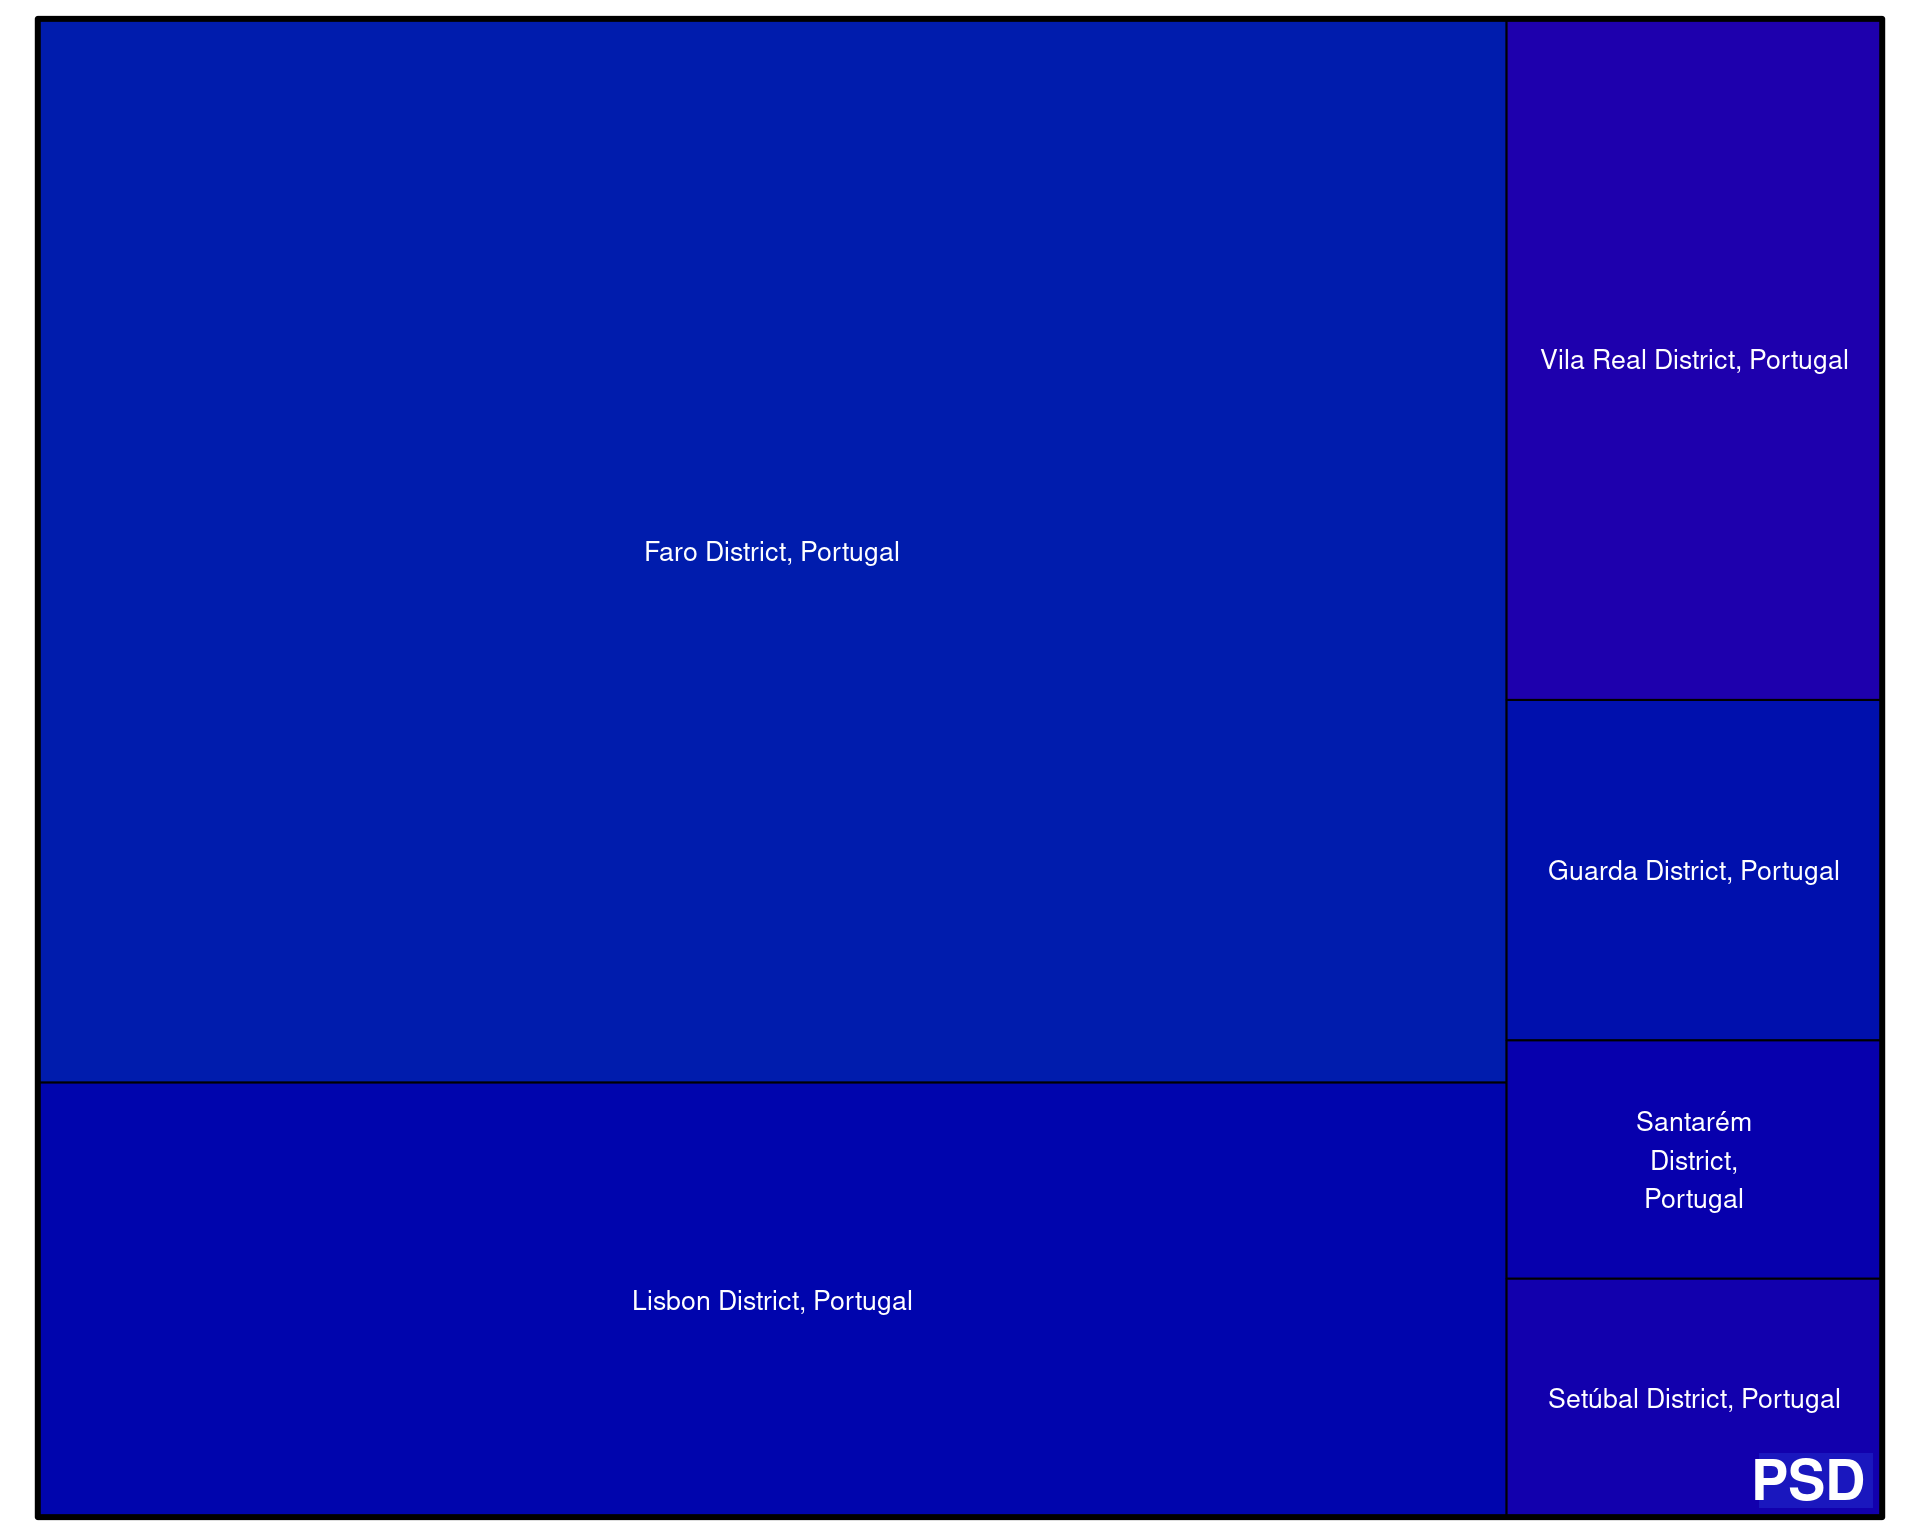 Faro District, Portugal
Lisbon District, Portugal
Vila Real District, Portugal
Guarda District, Portugal
Santarém
District,
Portugal
Setúbal District, Portugal
PSD